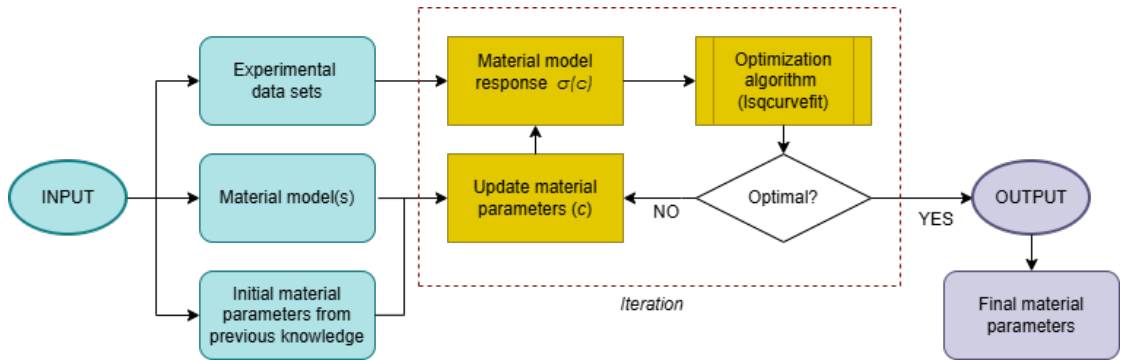 INPUT
Experimental
data sets
Material model(s)
Initial material
parameters from
previous knowledge
Material model
response σ(c)
Update material
parameters (c)
Optimization
algorithm
(lsqcurvefit)
Optimal?
NO
YES
Iteration
OUTPUT
Final material
parameters